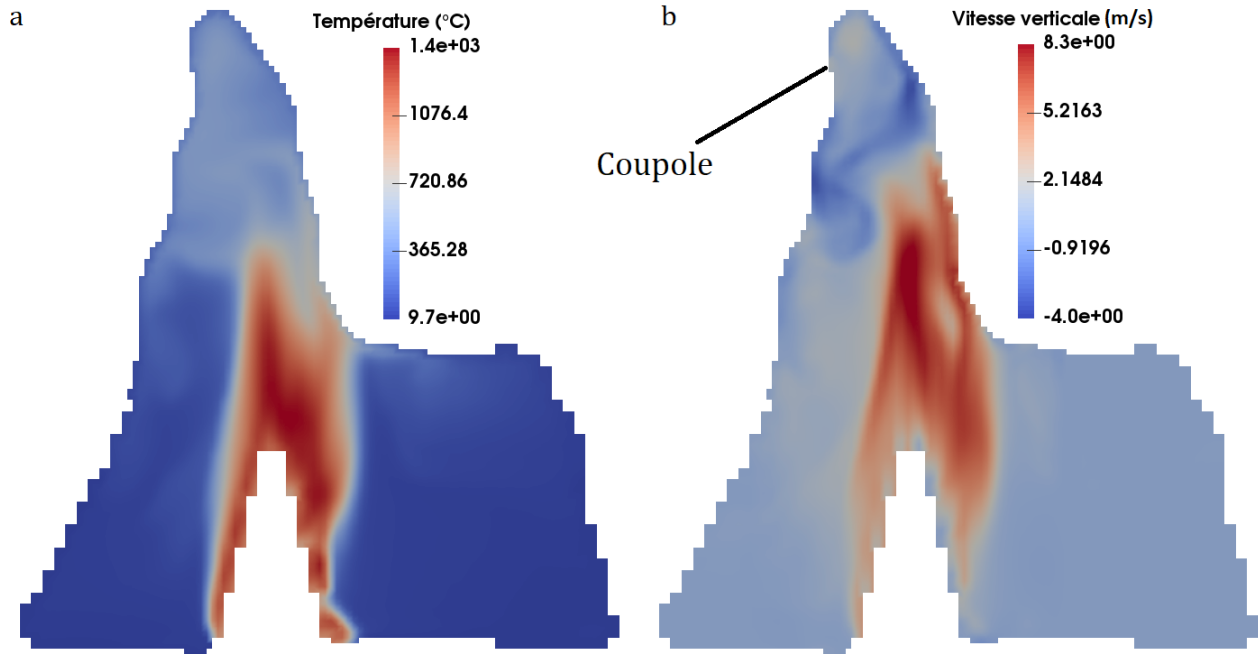 a
Température (°C)
1.4e+03
1076.4
720.86
365.28
9.7e+00
b
Vitesse verticale (m/s)
8.3e+00
5.2163
2.1484
-0.9196
-4.0e+00
Coupole